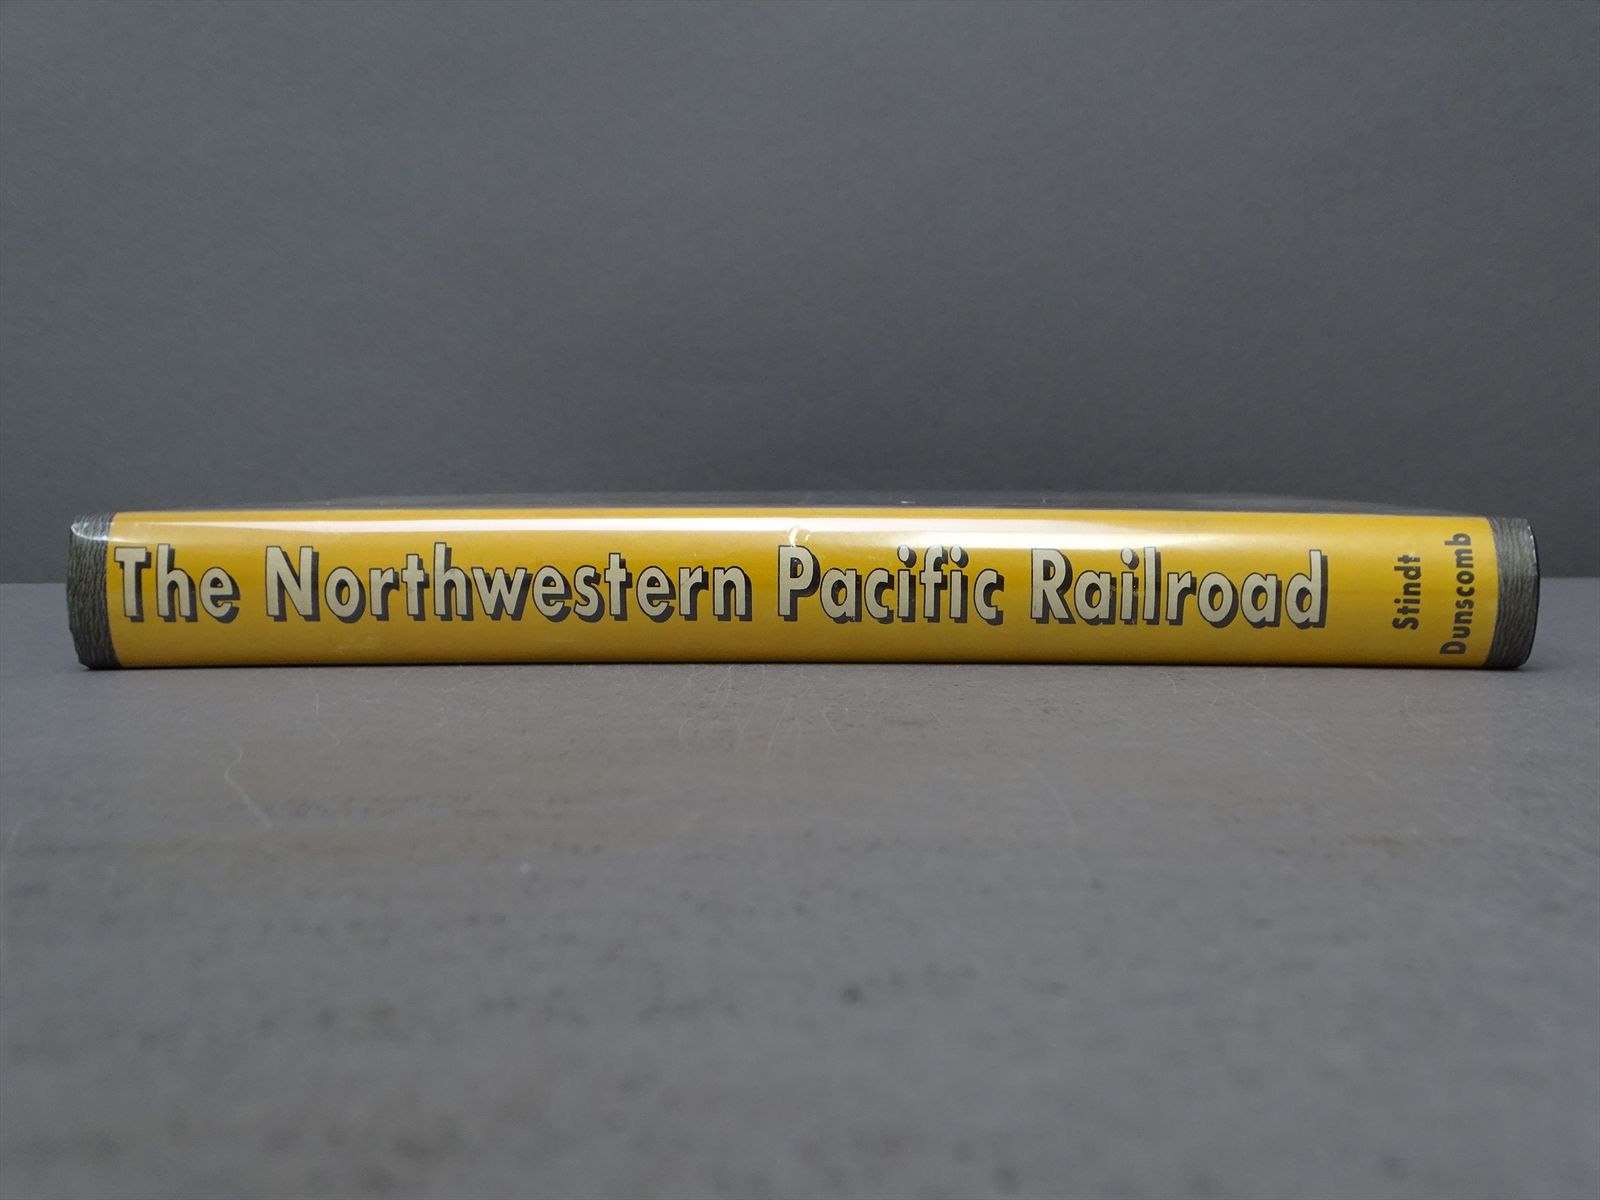 The Northwestern Pacific Railroad
Stindt
Dunscomb